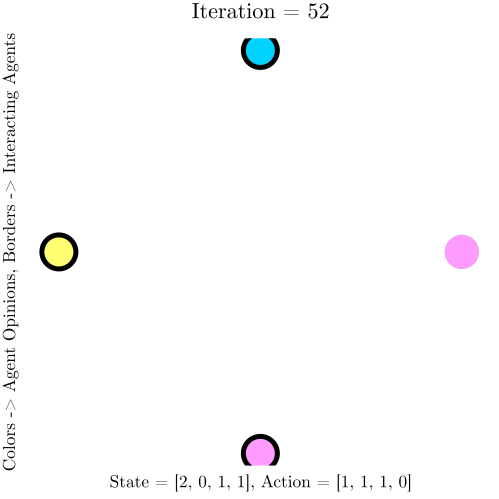 Iteration = 52
Colors -> Agent Opinions, Borders -> Interacting Agents
State = [2, 0, 1, 1], Action = [1, 1, 1, 0]